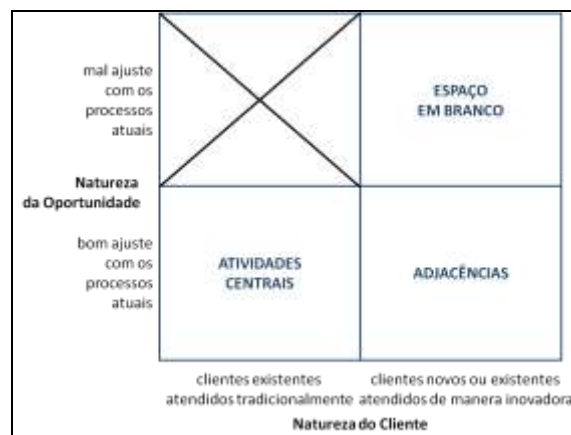 mal ajuste
com os
processos
atuais
ESPAÇO
EM BRANCO
Natureza
da Oportunidade
bom ajuste
com os
processos
atuais
ATIVIDADES
CENTRAIS
ADJACÊNCIAS
clientes existentes
atendidos tradicionalmente
clientes novos ou existentes
atendidos de manera inovadora
Natureza do Cliente